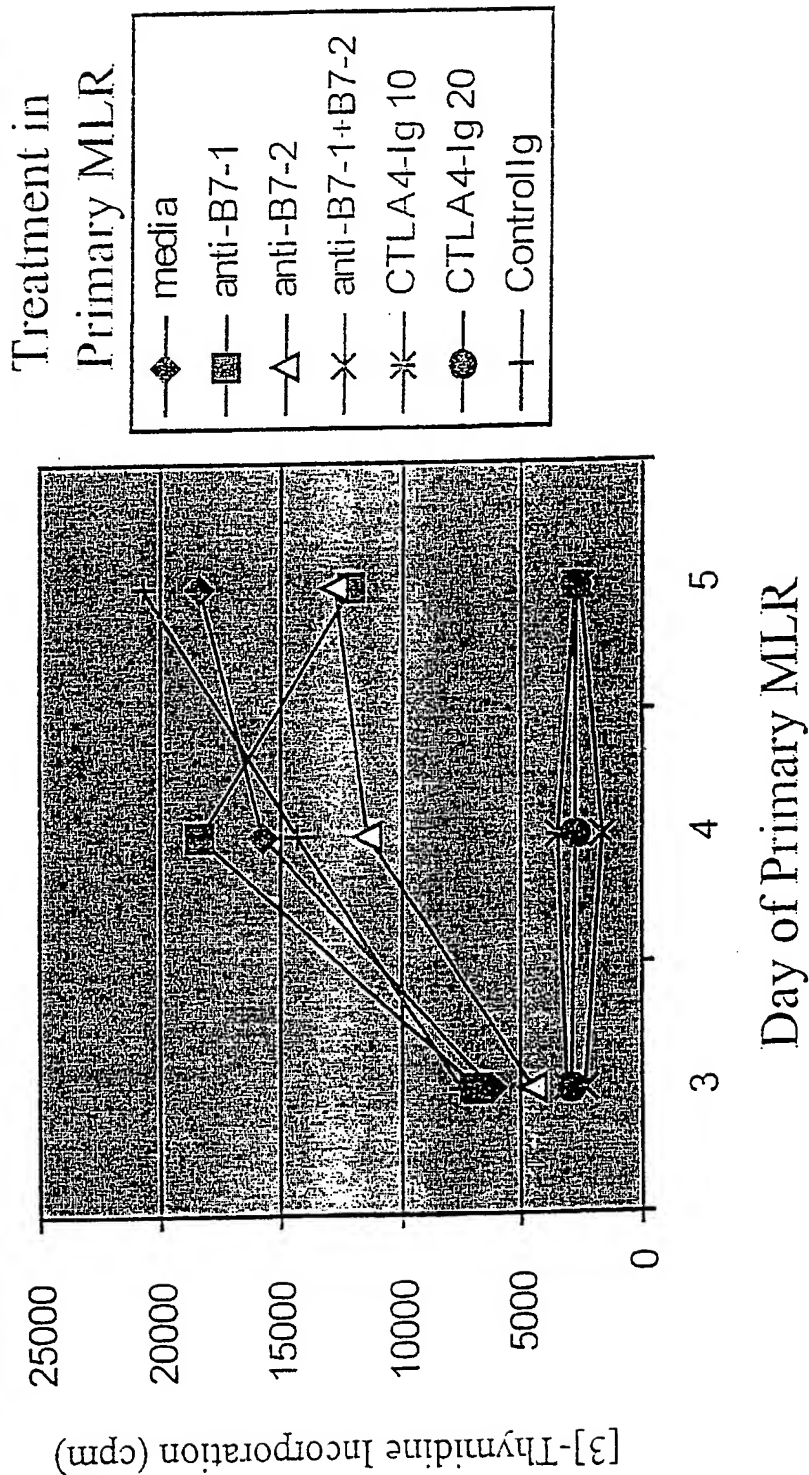 Treatment in
Primary MLR
media
anti-B7-1
anti-B7-2
anti-B7-1+B7-2
CTLA4-Ig 10
CTLA4-Ig 20
ControlIg
25000
20000
15000
10000
5000
0
[3]-Thymidine Incorporation (cpm)
3
4
5
Day of Primary MLR